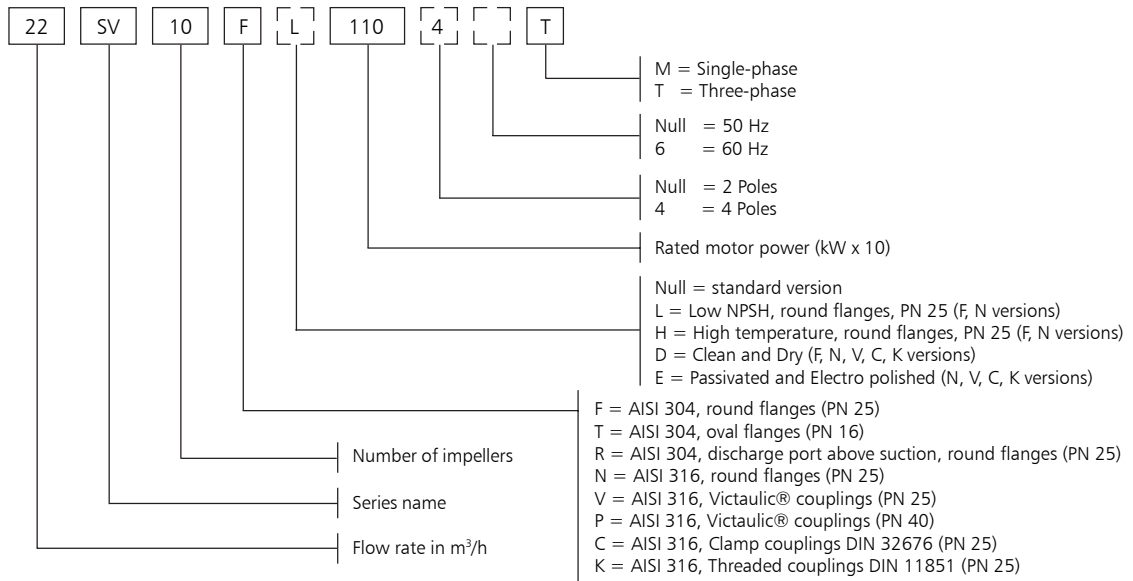 22 SV 10 F L 110 4 T
M = Single-phase
T = Three-phase
Null = 50 Hz
6 = 60 Hz
Null = 2 Poles
4 = 4 Poles
Rated motor power (kW x 10)
Null = standard version
L = Low NPSH, round flanges, PN 25 (F, N versions)
H = High temperature, round flanges, PN 25 (F, N versions)
D = Clean and Dry (F, N, V, C, K versions)
E = Passivated and Electro polished (N, V, C, K versions)
F = AISI 304, round flanges (PN 25)
T = AISI 304, oval flanges (PN 16)
R = AISI 304, discharge port above suction, round flanges (PN 25)
N = AISI 316, round flanges (PN 25)
V = AISI 316, Victaulic® couplings (PN 25)
P = AISI 316, Victaulic® couplings (PN 40)
C = AISI 316, Clamp couplings DIN 32676 (PN 25)
K = AISI 316, Threaded couplings DIN 11851 (PN 25)
Number of impellers
Series name
Flow rate in m³/h